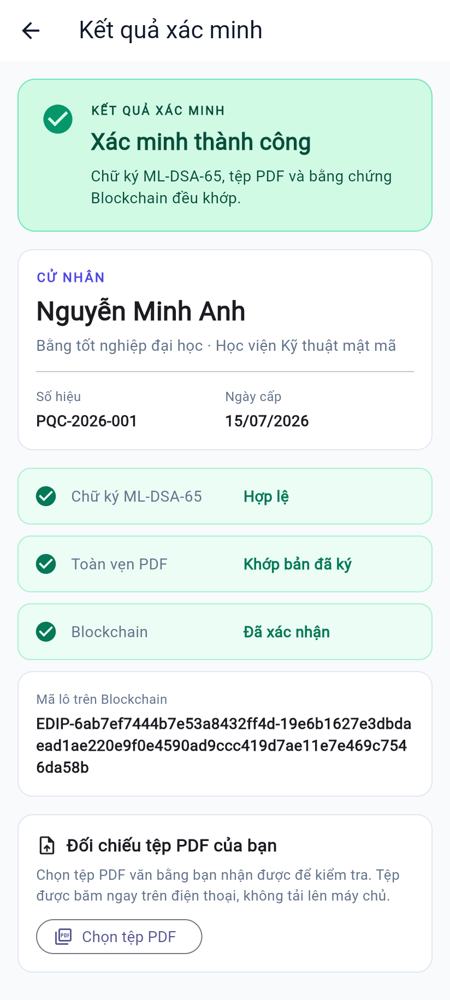 Kết quả xác minh
KẾT QUẢ XÁC MINH
Xác minh thành công
Chữ ký ML-DSA-65, tệp PDF và bằng chứng
Blockchain đều khớp.
CỬ NHÂN
Nguyễn Minh Anh
Bằng tốt nghiệp đại học · Học viện Kỹ thuật mật mã
Số hiệu
PQC-2026-001
Ngày cấp
15/07/2026
Chữ ký ML-DSA-65 Hợp lệ
Toàn vẹn PDF Khớp bản đã ký
Blockchain Đã xác nhận
Mã lô trên Blockchain
EDIP-6ab7ef7444b7e53a8432ff4d-19e6b1627e3dbda
ead1ae220e9f0e4590ad9ccc419d7ae11e7e469c754
6da58b
Đối chiếu tệp PDF của bạn
Chọn tệp PDF văn bằng bạn nhận được để kiểm tra. Tệp
được băm ngay trên điện thoại, không tải lên máy chủ.
PDF Chọn tệp PDF